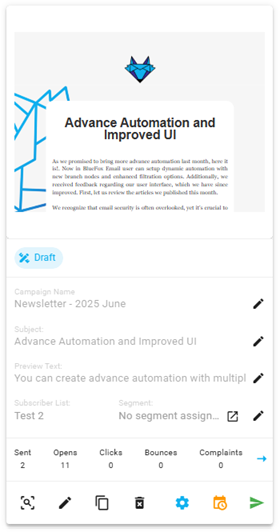 Advance Automation and
Improved UI
As we promised to bring more advance automation last month, here it
is!. Now in BlueFox Email user can setup dynamic automation with
new branch nodes and enhanced filtration options. Additionally, we
received feedback regarding our user interface, which we have since
improved. First, let us review the articles we published this month.
We recognize that email security is often overlooked, yet it's crucial to
Draft
Campaign Name
Newsletter - 2025 June
Subject:
Advance Automation and Improved UI
Preview Text:
You can create advance automation with multipl
Subscriber List: Segment:
Test 2 No segment assign...
Sent Opens Clicks Bounces Complaints
2 11 0 0 0